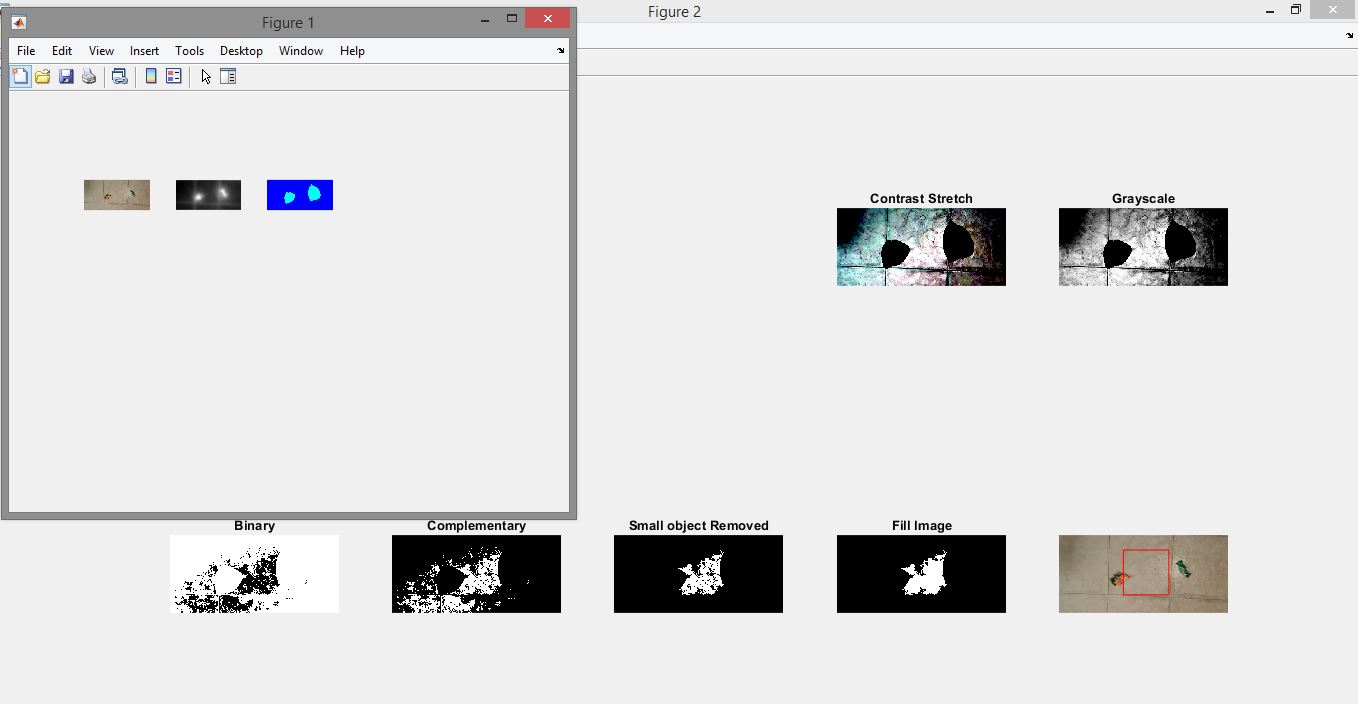 Figure 1
Figure 2
File Edit View Insert Tools Desktop Window Help
Contrast Stretch
Grayscale
Binary
Complementary
Small object Removed
Fill Image